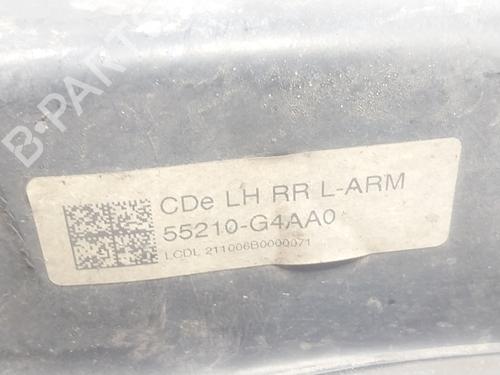 B-PARTS
CDe LH RR L-ARM
55210-G4AA0
LCDL 211006B0000071